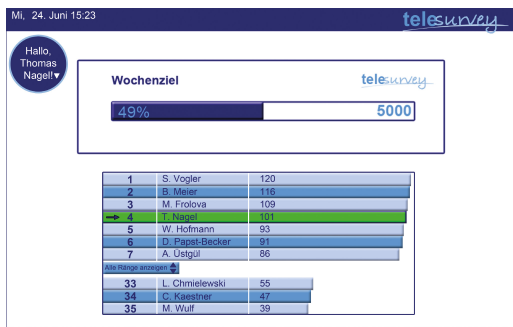 Mi, 24. Juni 15:23
telesurvey
Hallo,
Thomas
Nagel!▾
Wochenziel
telesurvey
49% 5000
1 S. Vogler 120
2 B. Meier 116
3 M. Frolova 109
4 T. Nagel 101
5 W. Hofmann 93
6 D. Papst-Becker 91
7 A. Üstgül 86
Alle Ränge anzeigen
33 L. Chmielewski 55
34 C. Kaestner 47
35 M. Wulf 39